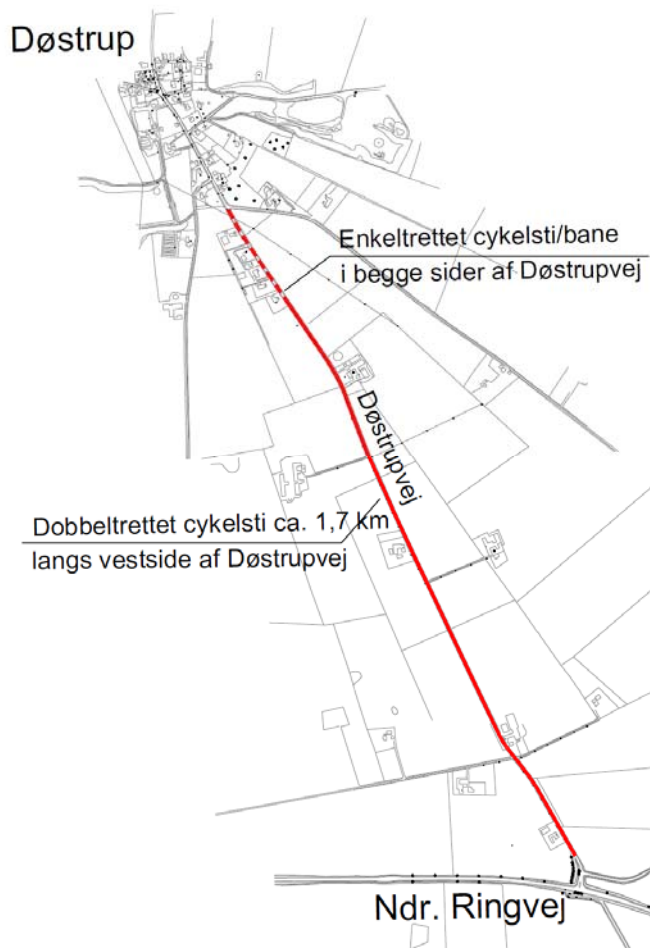 Døstrup
Enkeltrettet cykelsti/bane
i begge sider af Døstrupvej
Døstrupvej
Dobbeltrettet cykelsti ca. 1,7 km
langs vestside af Døstrupvej
Ndr. Ringvej